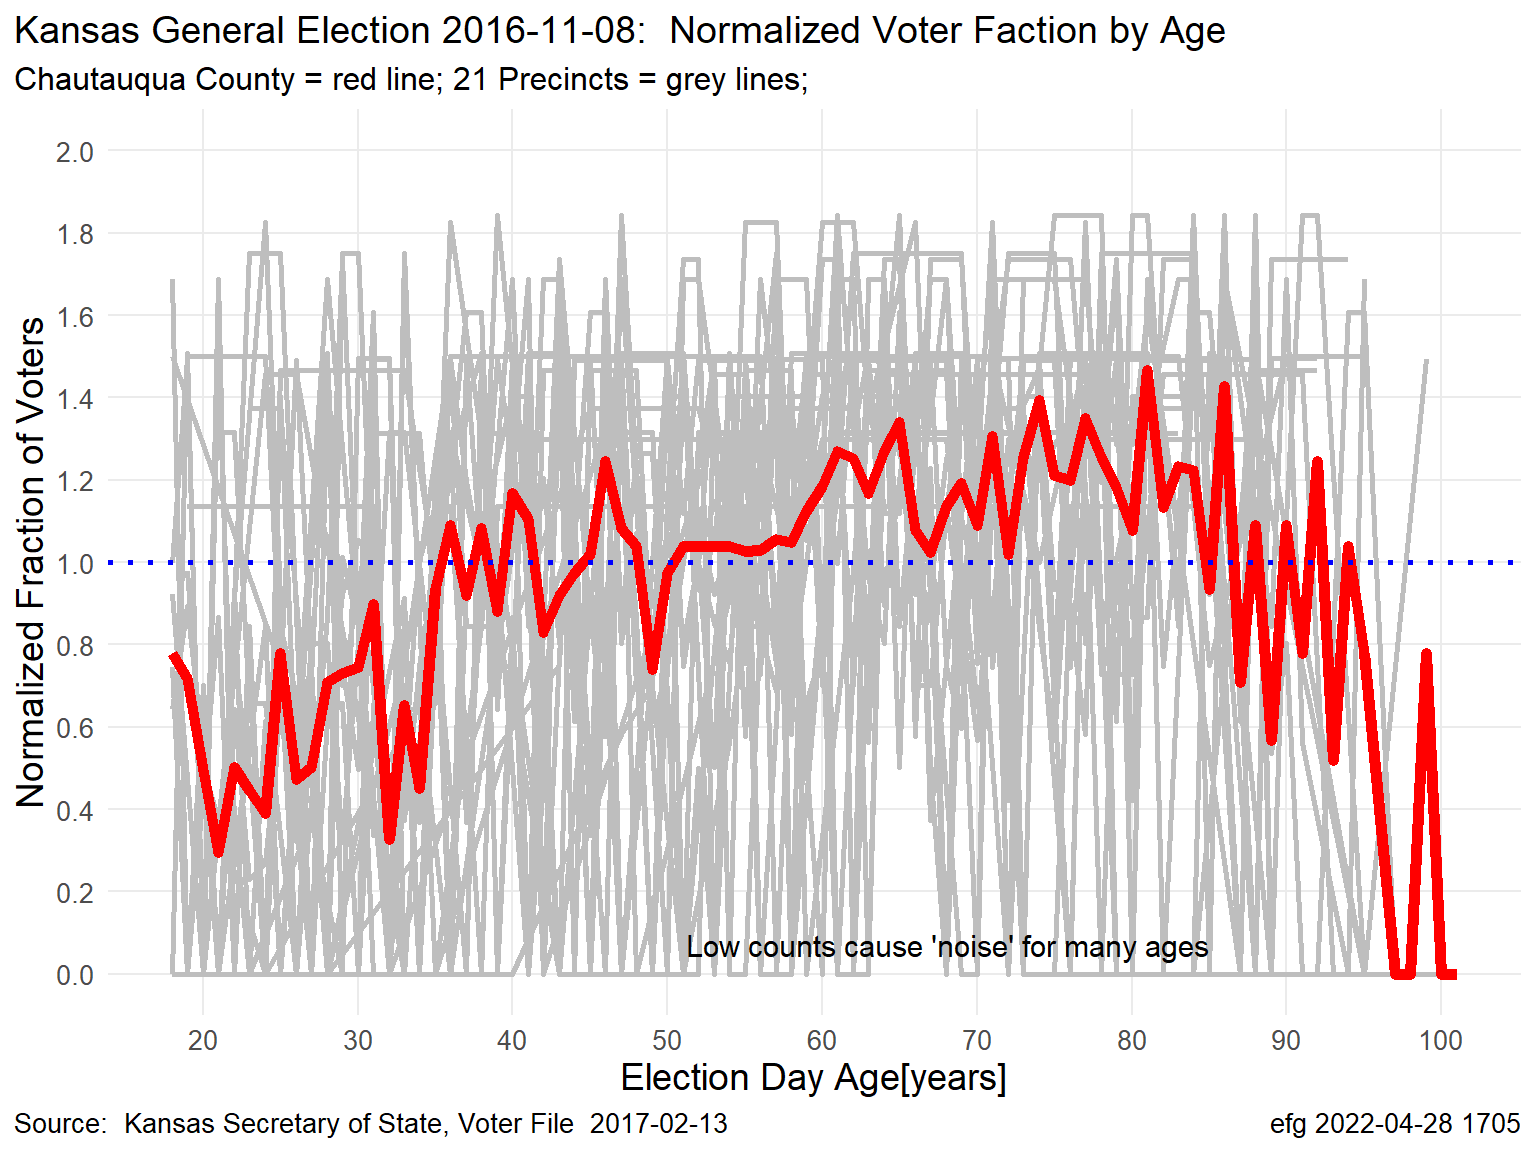 Kansas General Election 2016-11-08:  Normalized Voter Faction by Age
Chautauqua County = red line; 21 Precincts = grey lines;
Normalized Fraction of Voters
2.0
1.8
1.6
1.4
1.2
1.0
0.8
0.6
0.4
0.2
0.0
Low counts cause 'noise' for many ages
20 30 40 50 60 70 80 90 100
Election Day Age[years]
Source:  Kansas Secretary of State, Voter File  2017-02-13
efg 2022-04-28 1705